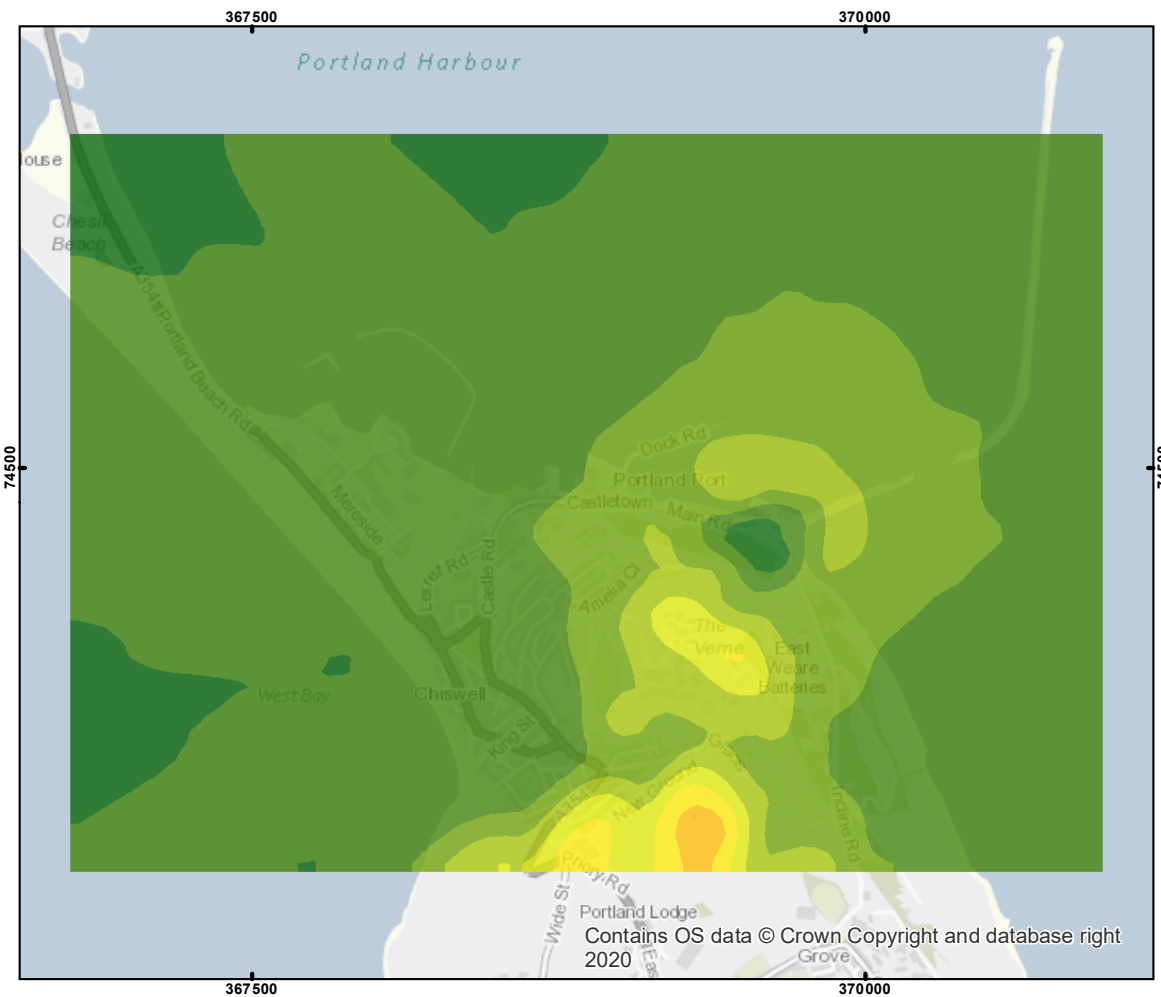 367500
370000
Portland Harbour
ouse
Chesil
Beach
A354
Portland Beach Rd
Dock Rd
Portland Port
Castletown
Main Rd
74500
Mereside
Lerret Rd
Castle Rd
Amelia Cl
The
Verne
East
Weare
Batteries
West Bay
Chiswell
King St
Glacis
New Ground
A354
Incline Rd
Priory Rd
Wide St
Portland Lodge
Contains OS data © Crown Copyright and database right
2020
Grove
367500
370000